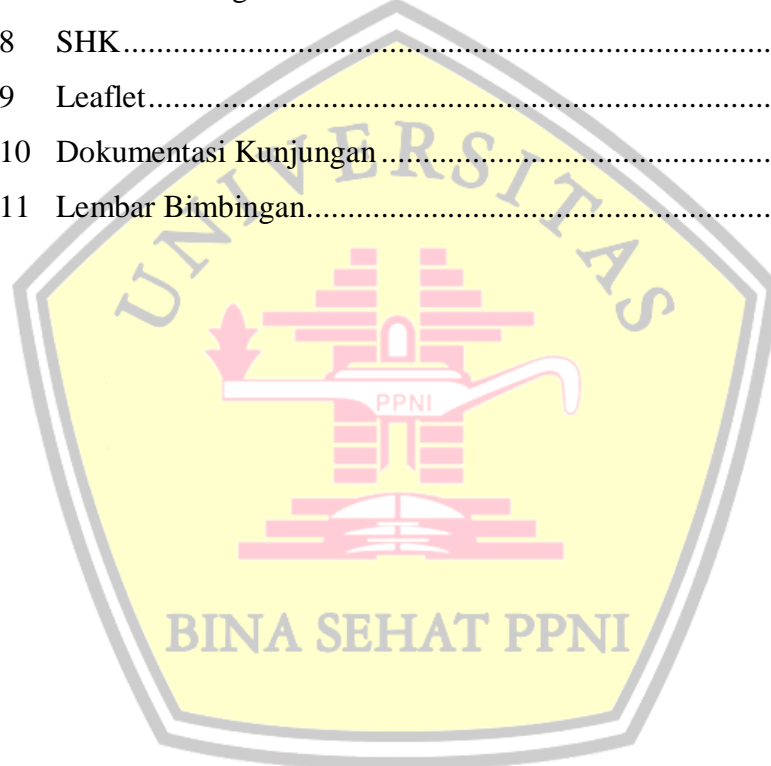 8 SHK........................................................................
9 Leaflet.....................................................................
10 Dokumentasi Kunjungan ............................................
11 Lembar Bimbingan.....................................................
UNIVERSITAS
PPNI
BINA SEHAT PPNI